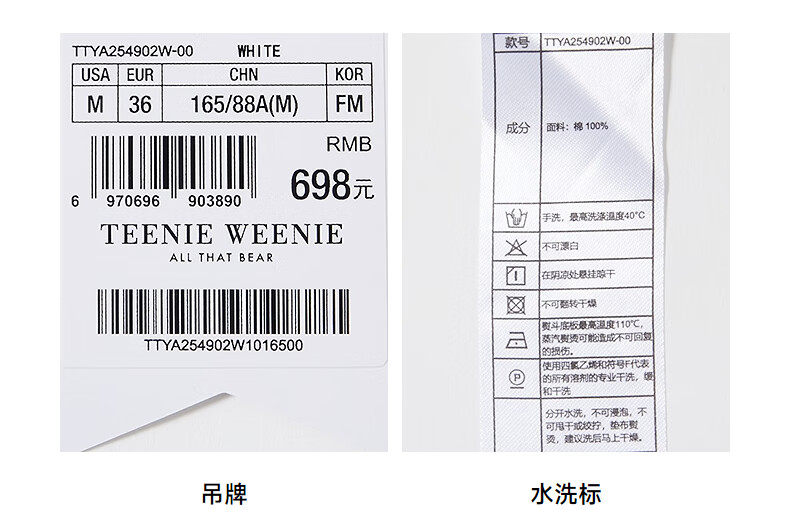 TTYA254902W-00 WHITE
USA EUR CHN KOR
M 36 165/88A(M) FM
RMB
698元
6 970696 903890
TEENIE WEENIE
ALL THAT BEAR
TTYA254902W1016500
吊牌
款号 TTYA254902W-00
成分 面料：棉 100%
手洗，最高洗涤温度40°C
不可漂白
在阴凉处悬挂晾干
不可翻转干燥
熨斗底板最高温度110℃，
蒸汽熨烫可能造成不可回复
的损伤。
P
使用四氯乙烯和符号F代表
的所有溶剂的专业干洗，缓
和干洗
分开水洗，不可浸泡，不
可甩干或绞拧，垫布熨
烫，建议洗后马上干燥。
水洗标